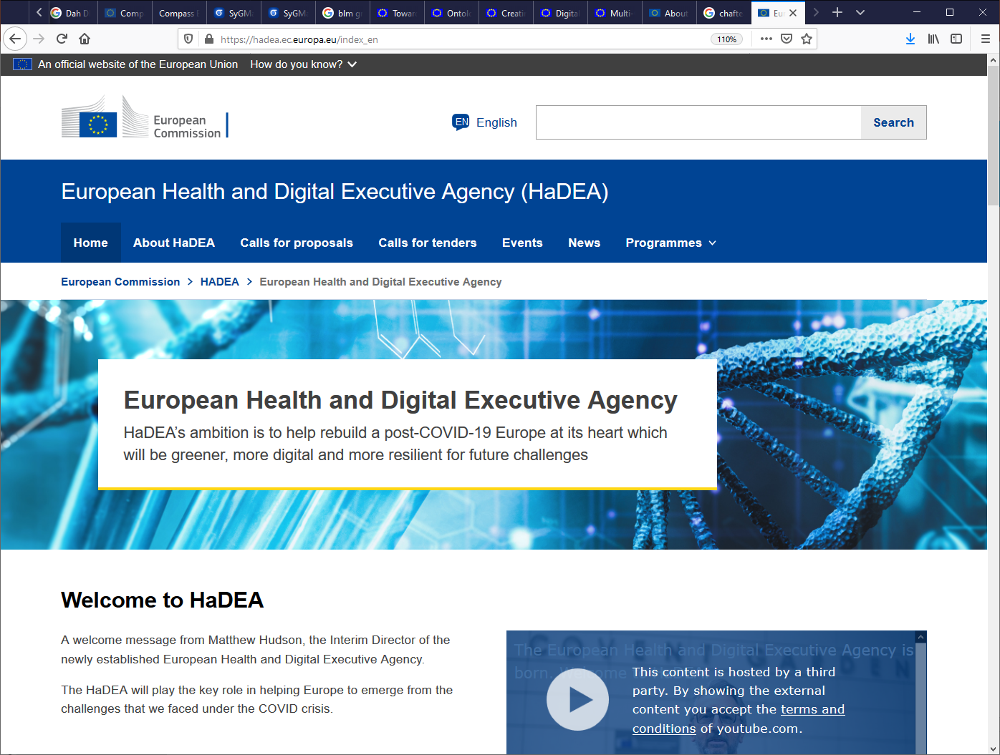 Dah D
Comp
Compass
SyGM
SyGM
blm g
Towar
Ontol
Creati
Digital
Multi-
About
chafte
Eu
https://hadea.ec.europa.eu/index_en
110%
An official website of the European Union How do you know?
European
Commission
EN English
Search
European Health and Digital Executive Agency (HaDEA)
Home About HaDEA Calls for proposals Calls for tenders Events News Programmes
European Commission > HADEA > European Health and Digital Executive Agency
European Health and Digital Executive Agency
HaDEA's ambition is to help rebuild a post-COVID-19 Europe at its heart which
will be greener, more digital and more resilient for future challenges
Welcome to HaDEA
A welcome message from Matthew Hudson, the Interim Director of the
newly established European Health and Digital Executive Agency.
The HaDEA will play the key role in helping Europe to emerge from the
challenges that we faced under the COVID crisis.
The European Health and Digital Executive Agency is
born.
This content is hosted by a third
party. By showing the external
content you accept the terms and
conditions of youtube.com.